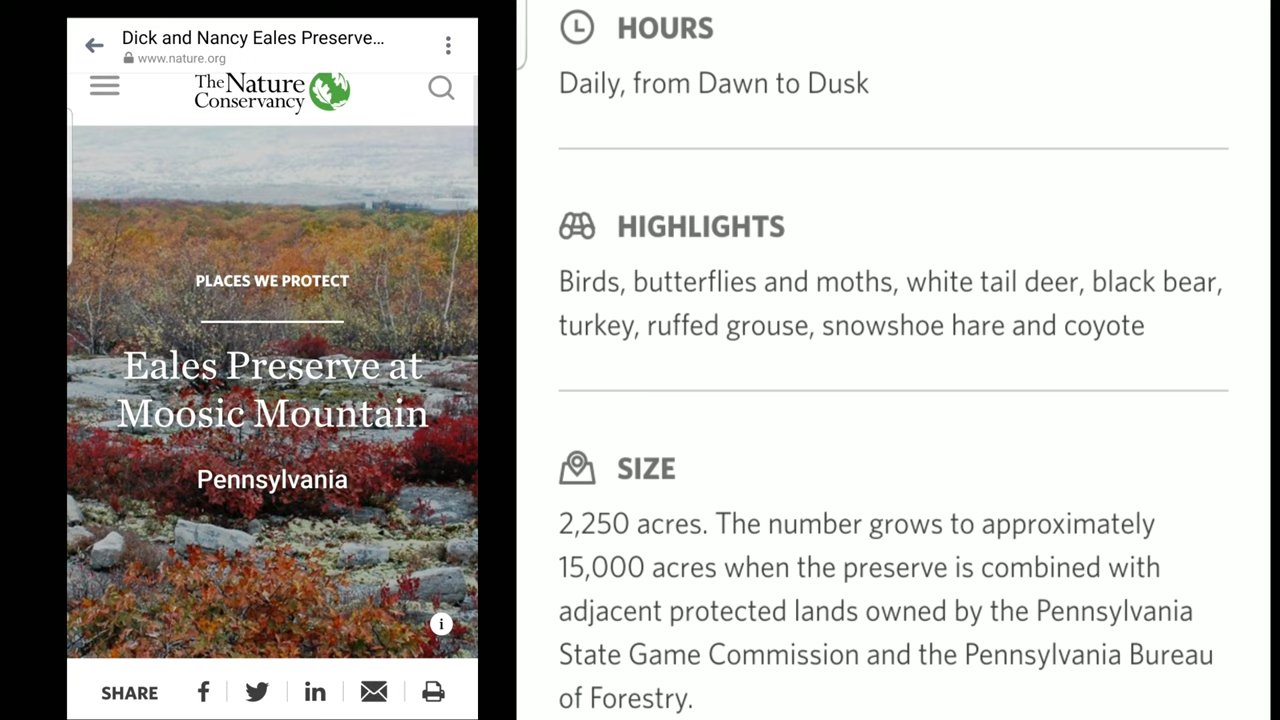 Dick and Nancy Eales Preserve...
www.nature.org
The Nature
Conservancy
PLACES WE PROTECT
Eales Preserve at
Moosic Mountain
Pennsylvania
i
SHARE
HOURS
Daily, from Dawn to Dusk
HIGHLIGHTS
Birds, butterflies and moths, white tail deer, black bear,
turkey, ruffed grouse, snowshoe hare and coyote
SIZE
2,250 acres. The number grows to approximately
15,000 acres when the preserve is combined with
adjacent protected lands owned by the Pennsylvania
State Game Commission and the Pennsylvania Bureau
of Forestry.